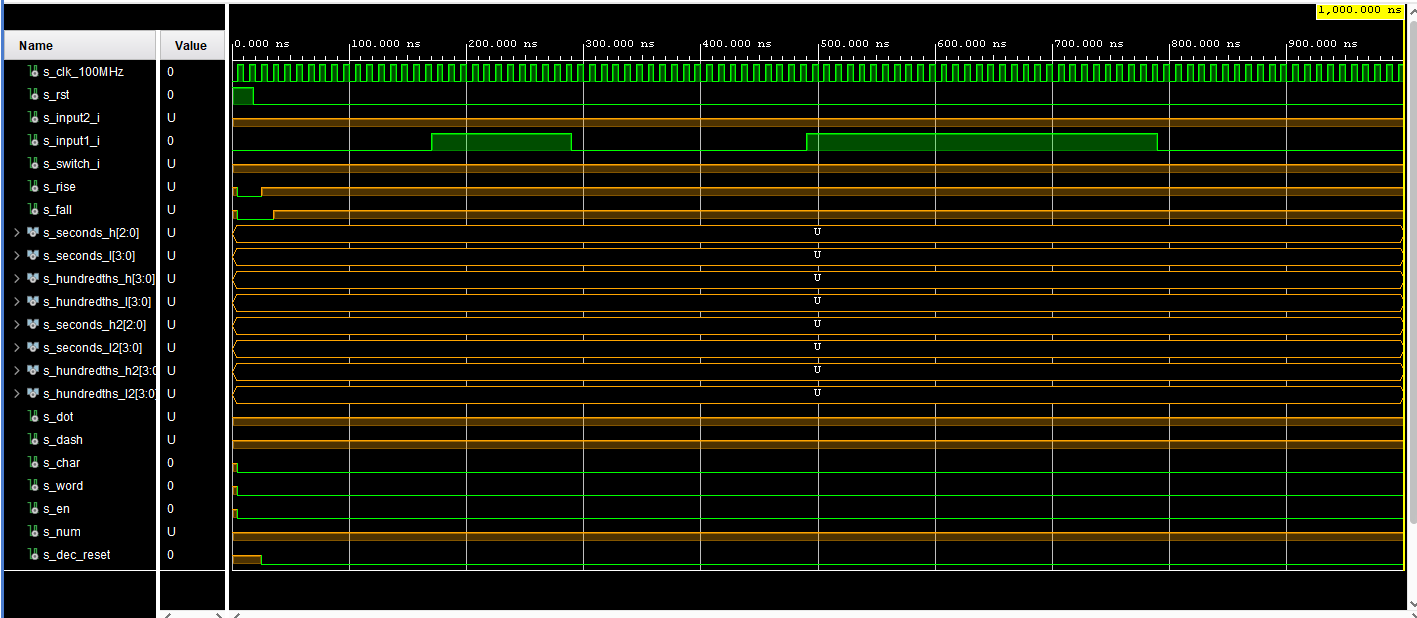 1,000.000 ns
Name Value 0.000 ns 100.000 ns 200.000 ns 300.000 ns 400.000 ns 500.000 ns 600.000 ns 700.000 ns 800.000 ns 900.000 ns
s_clk_100MHz 0
s_rst 0
s_input2_i U
s_input1_i 0
s_switch_i U
s_rise U
s_fall U
s_seconds_h[2:0] U U
s_seconds_l[3:0] U U
s_hundredths_h[3:0] U U
s_hundredths_l[3:0] U U
s_seconds_h2[2:0] U U
s_seconds_l2[3:0] U U
s_hundredths_h2[3:0 U U
s_hundredths_l2[3:0] U U
s_dot U
s_dash U
s_char 0
s_word 0
s_en 0
s_num U
s_dec_reset 0